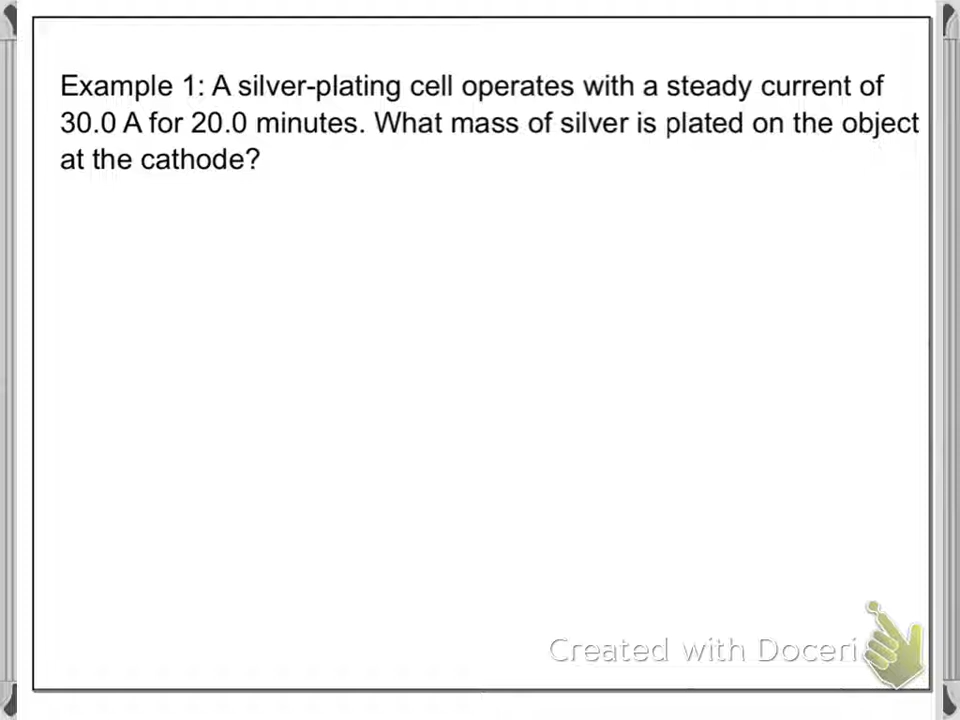 Example 1: A silver-plating cell operates with a steady current of
30.0 A for 20.0 minutes. What mass of silver is plated on the object
at the cathode?
Created with Doceri